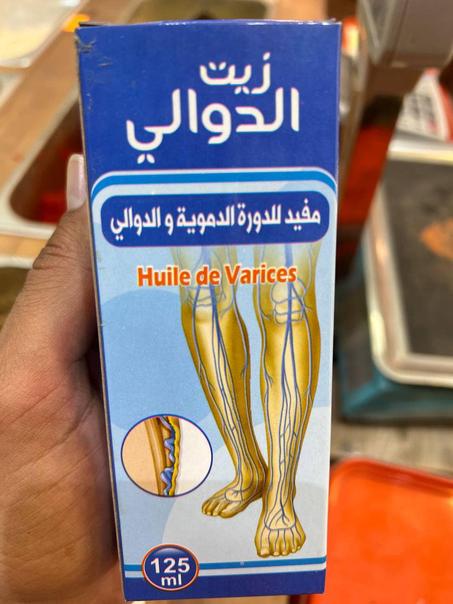 زيت
الدوالي
مفيد للدورة الدموية و الدوالي
Huile de Varices
125
ml